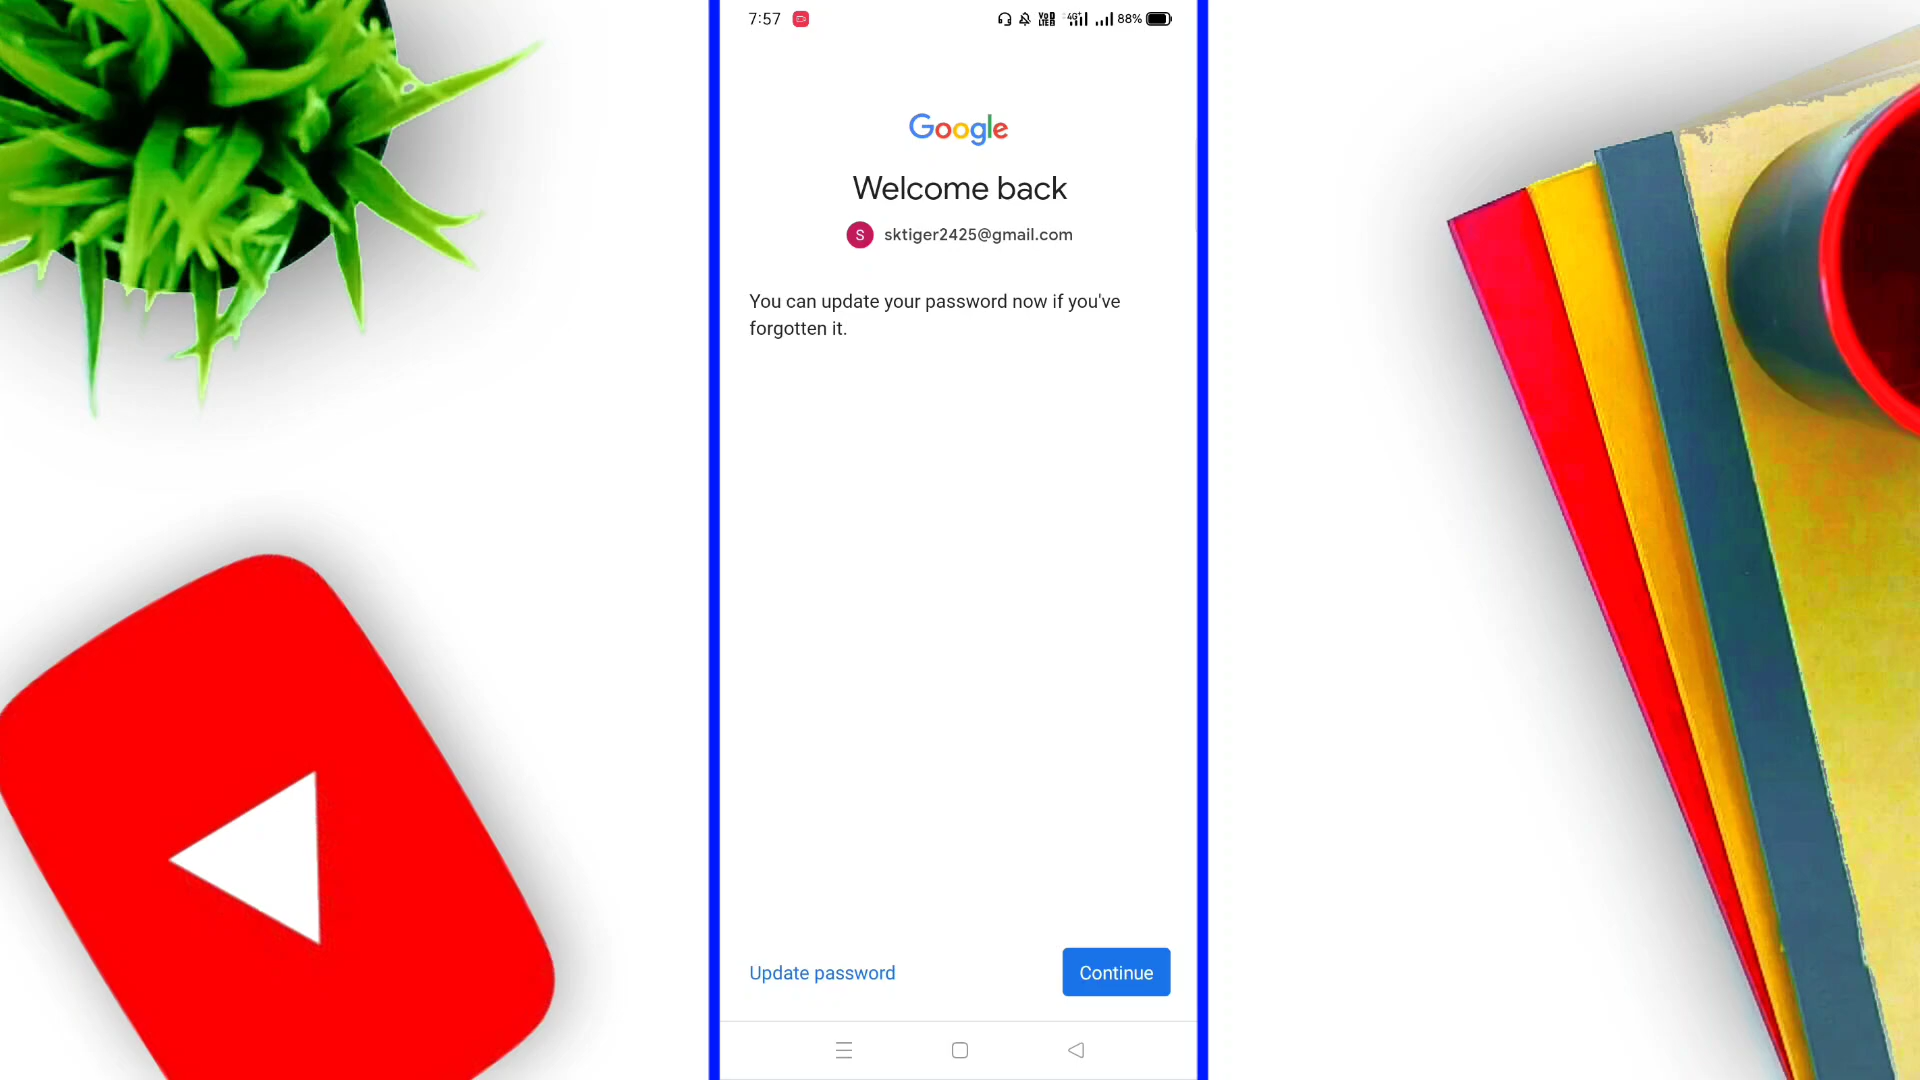 7:57
88%
Google
Welcome back
S sktiger2425@gmail.com
You can update your password now if you've
forgotten it.
Update password
Continue